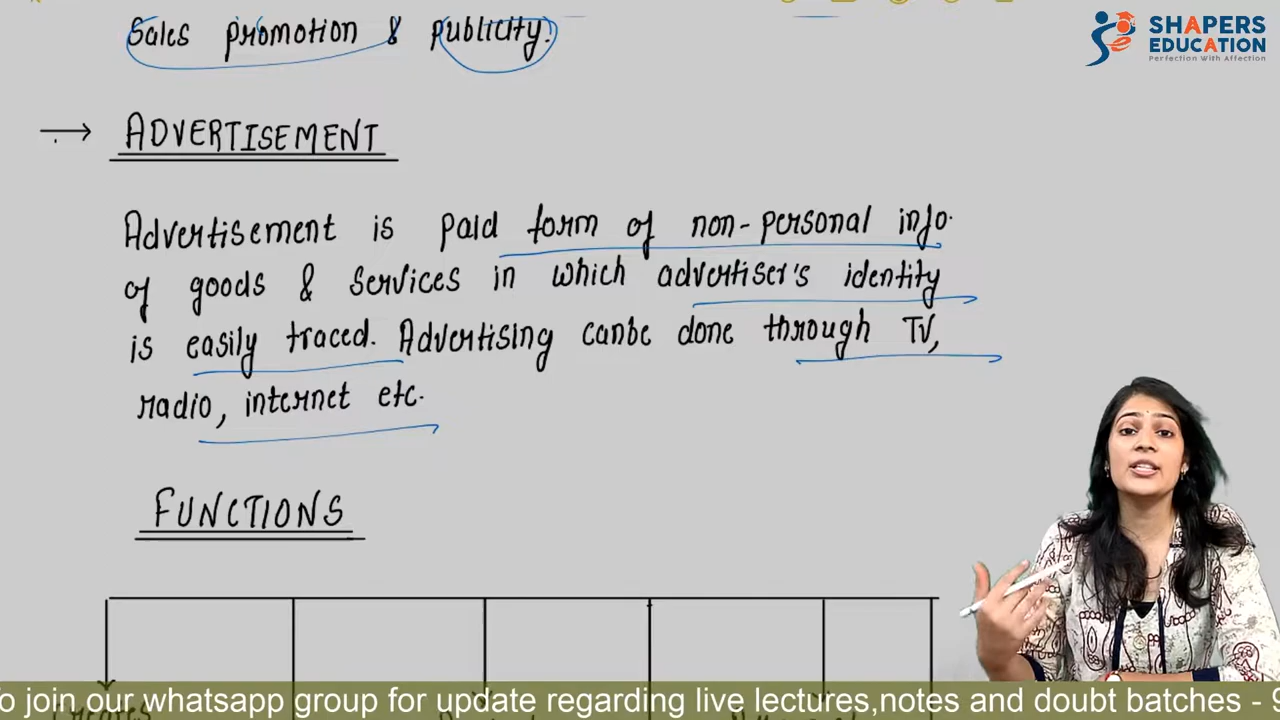 Sales promotion & publicity.
SHAPERS
EDUCATION
Perfection With Affection
→ ADVERTISEMENT
Advertisement is paid form of non-personal info.
of goods & services in which advertiser's identity
is easily traced. Advertising canbe done through TV,
radio, internet etc.
FUNCTIONS
o join our whatsapp group for update regarding live lectures,notes and doubt batches - 9